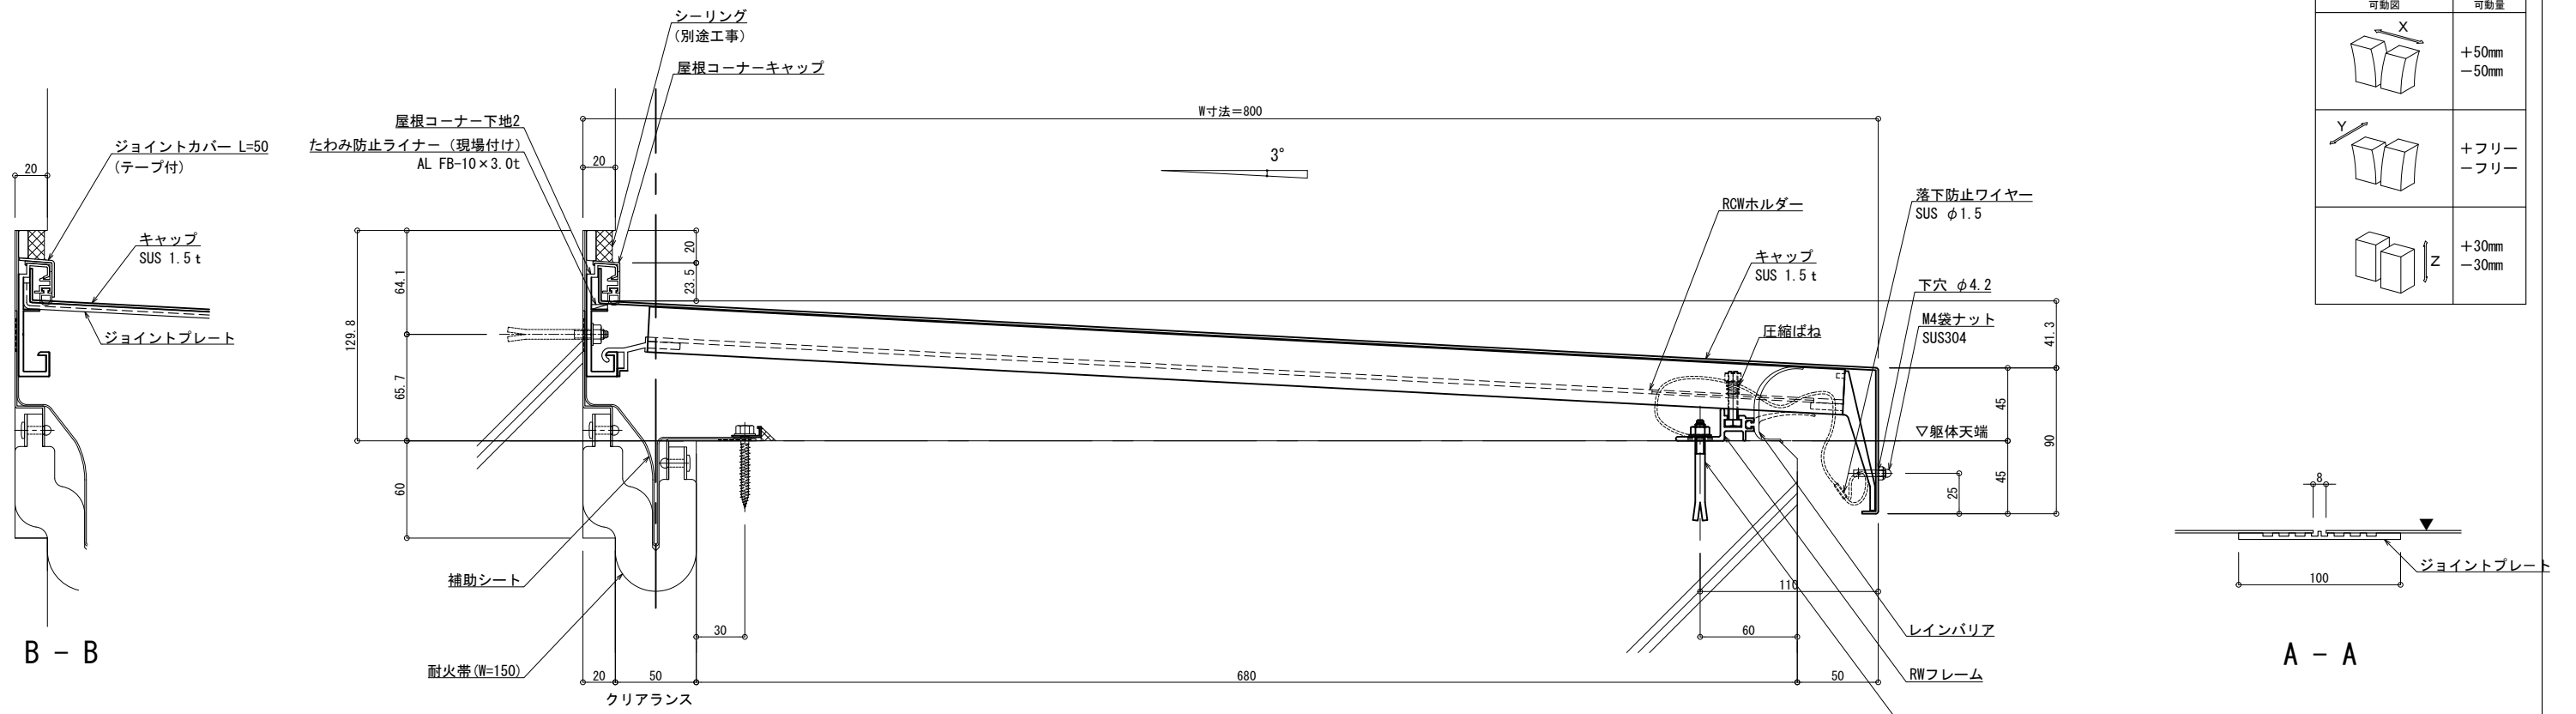 シーリング
(別途工事)
屋根コーナーキャップ
屋根コーナー下地2
たわみ防止ライナー（現場付け）
AL FB-10×3.0t
ジョイントカバー L=50
(テープ付)
20
キャップ
SUS 1.5ｔ
ジョイントプレート
B － B
20
W寸法＝800
3°
129.8
64.1
65.7
60
20
23.5
RCWホルダー
キャップ
SUS 1.5ｔ
圧縮ばね
落下防止ワイヤー
SUS φ1.5
下穴 φ4.2
M4袋ナット
SUS304
41.3
45
90
45
25
▽躯体天端
補助シート
耐火帯(W=150)
30
20
50
クリアランス
680
110
60
50
レインバリア
RWフレーム
可動図
可動量
X
＋50mm
－50mm
Y
＋フリー
－フリー
Z
＋30mm
－30mm
8
100
ジョイントプレート
A － A